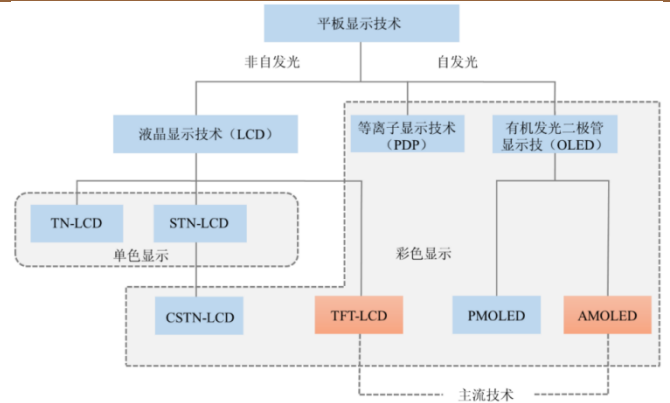 平板显示技术
非自发光
自发光
液晶显示技术（LCD）
等离子显示技术
（PDP）
有机发光二极管
显示技（OLED）
TN-LCD
STN-LCD
单色显示
彩色显示
CSTN-LCD
TFT-LCD
PMOLED
AMOLED
主流技术